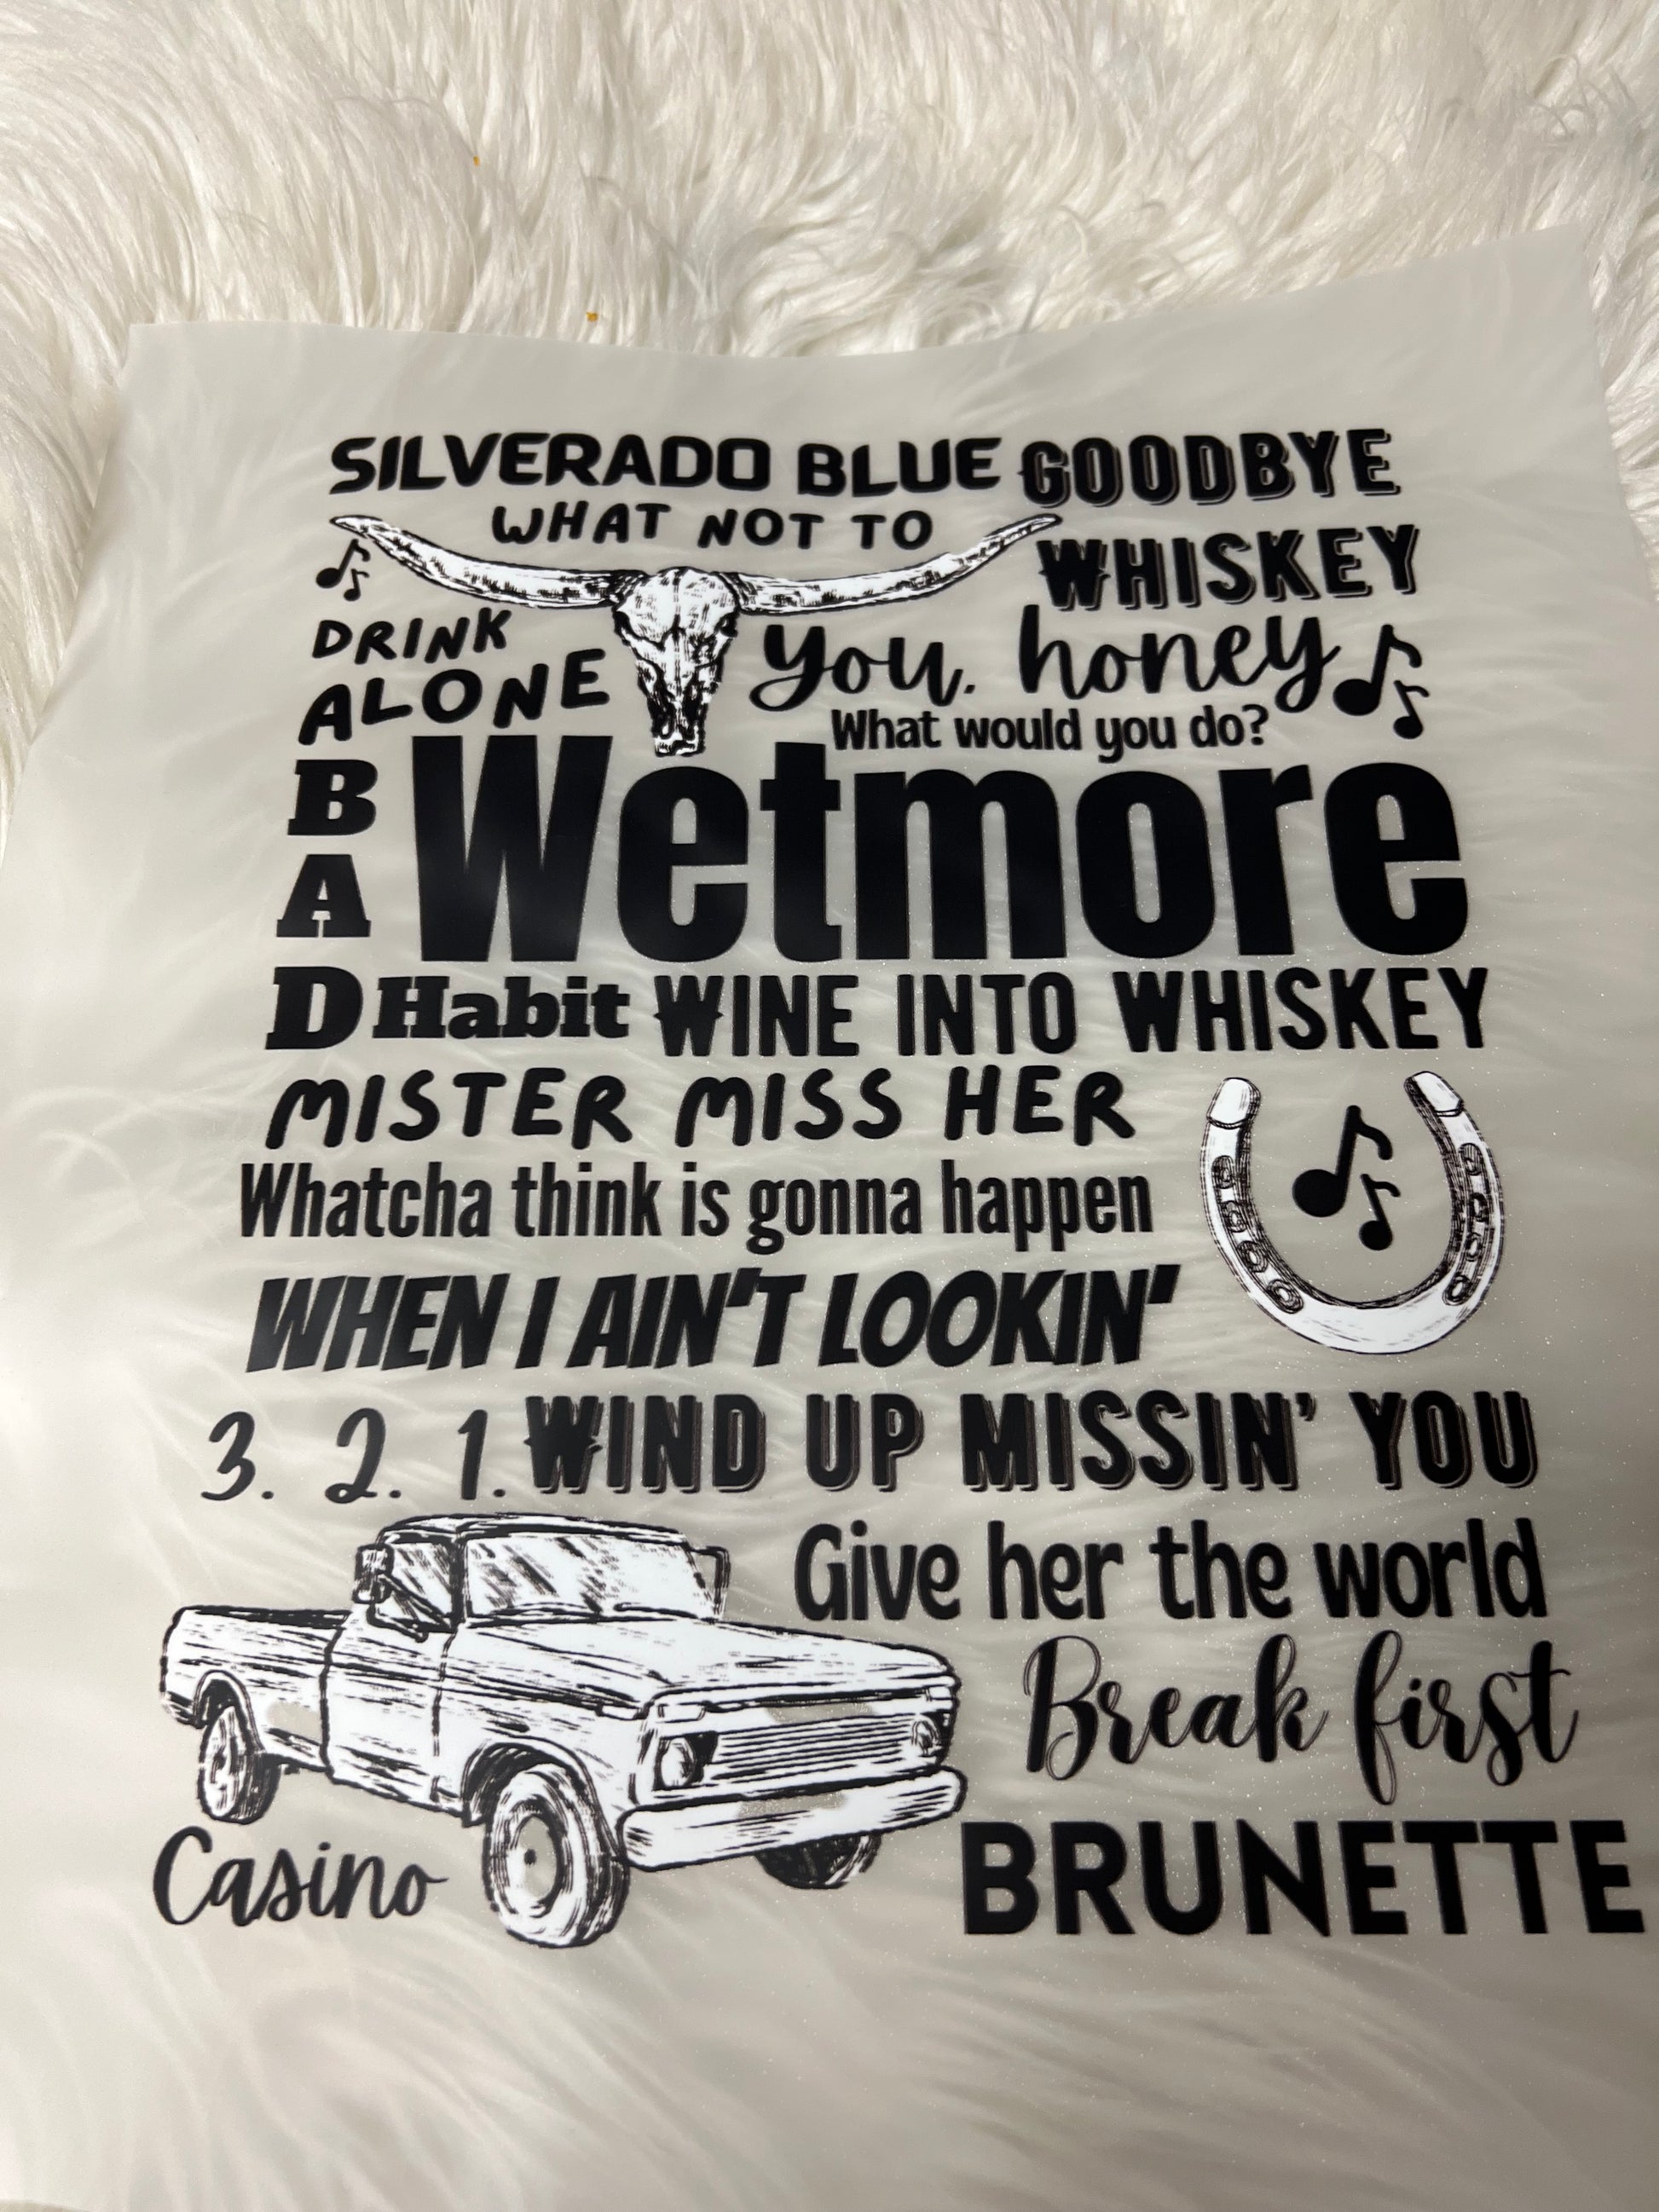 SILVERADO BLUE GOODBYE
WHAT NOT TO WHISKEY
DRINK
ALONE
You, honey
What would you do?
Wetmore
B
A
D Habit WINE INTO WHISKEY
MISTER MISS HER
Whatcha think is gonna happen
WHEN I AIN'T LOOKIN'
3. 2. 1. WIND UP MISSIN' YOU
Give her the world
Break first
Casino BRUNETTE